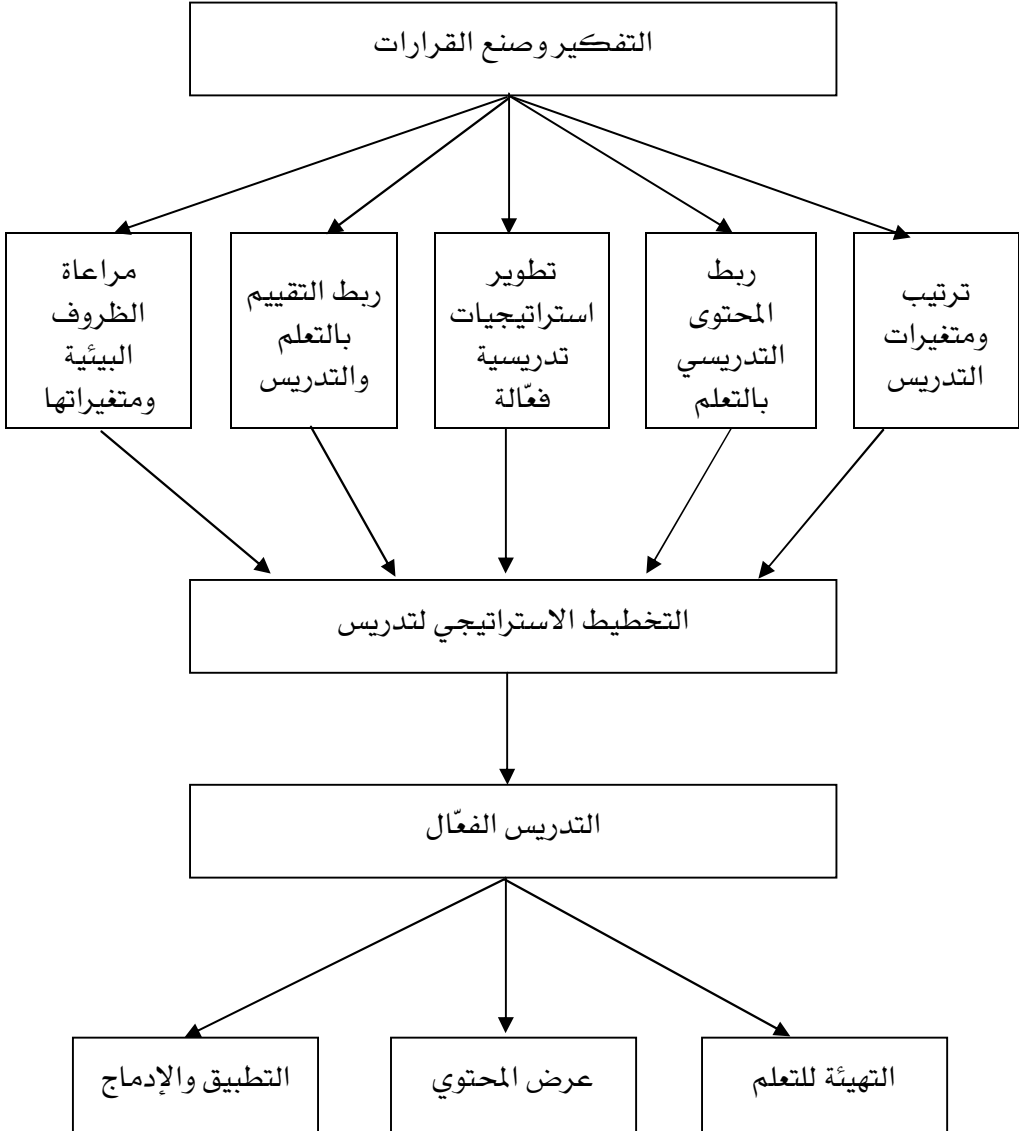 التفكير وصنع القرارات
ترتيب
ومتغيرات
التدريس
ربط
المحتوى
التدريسي
بالتعلم
تطوير
استراتيجيات
تدريسية
فعّالة
ربط التقييم
بالتعلم
والتدريس
مراعاة
الظروف
البيئية
ومتغيراتها
التخطيط الاستراتيجي لتدريس
التدريس الفعّال
التهيئة للتعلم
عرض المحتوي
التطبيق والإدماج